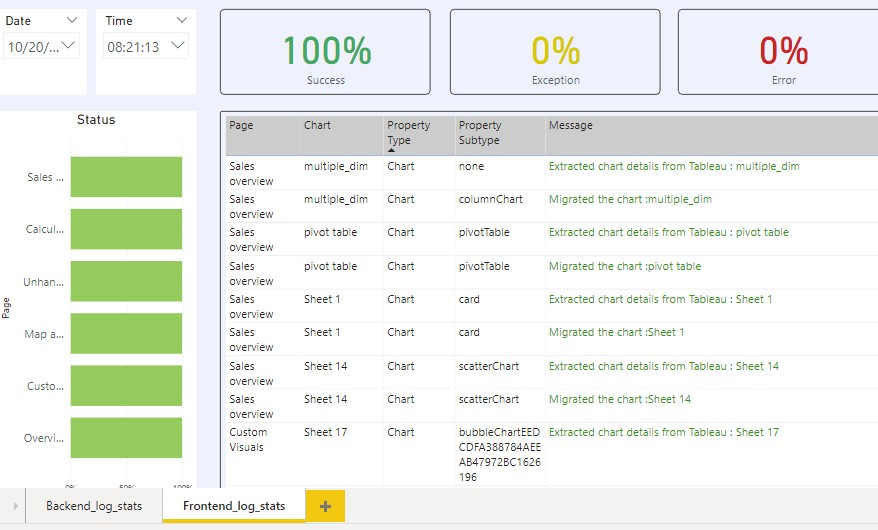 Date
Time
10/20/...
08:21:13
100%
Success
0%
Exception
0%
Error
Status
Page
Sales ...
Calcul...
Unhan...
Map a...
Custo...
Overvi...
0%
50%
100%
Page Chart Property Type Property Subtype Message
Sales overview multiple_dim Chart none Extracted chart details from Tableau : multiple_dim
Sales overview multiple_dim Chart columnChart Migrated the chart :multiple_dim
Sales overview pivot table Chart pivotTable Extracted chart details from Tableau : pivot table
Sales overview pivot table Chart pivotTable Migrated the chart :pivot table
Sales overview Sheet 1 Chart card Extracted chart details from Tableau : Sheet 1
Sales overview Sheet 1 Chart card Migrated the chart :Sheet 1
Sales overview Sheet 14 Chart scatterChart Extracted chart details from Tableau : Sheet 14
Sales overview Sheet 14 Chart scatterChart Migrated the chart :Sheet 14
Custom Visuals Sheet 17 Chart bubbleChartEEDCDFA388784AEEAB47972BC1626196 Extracted chart details from Tableau : Sheet 17
Backend_log_stats
Frontend_log_stats
+